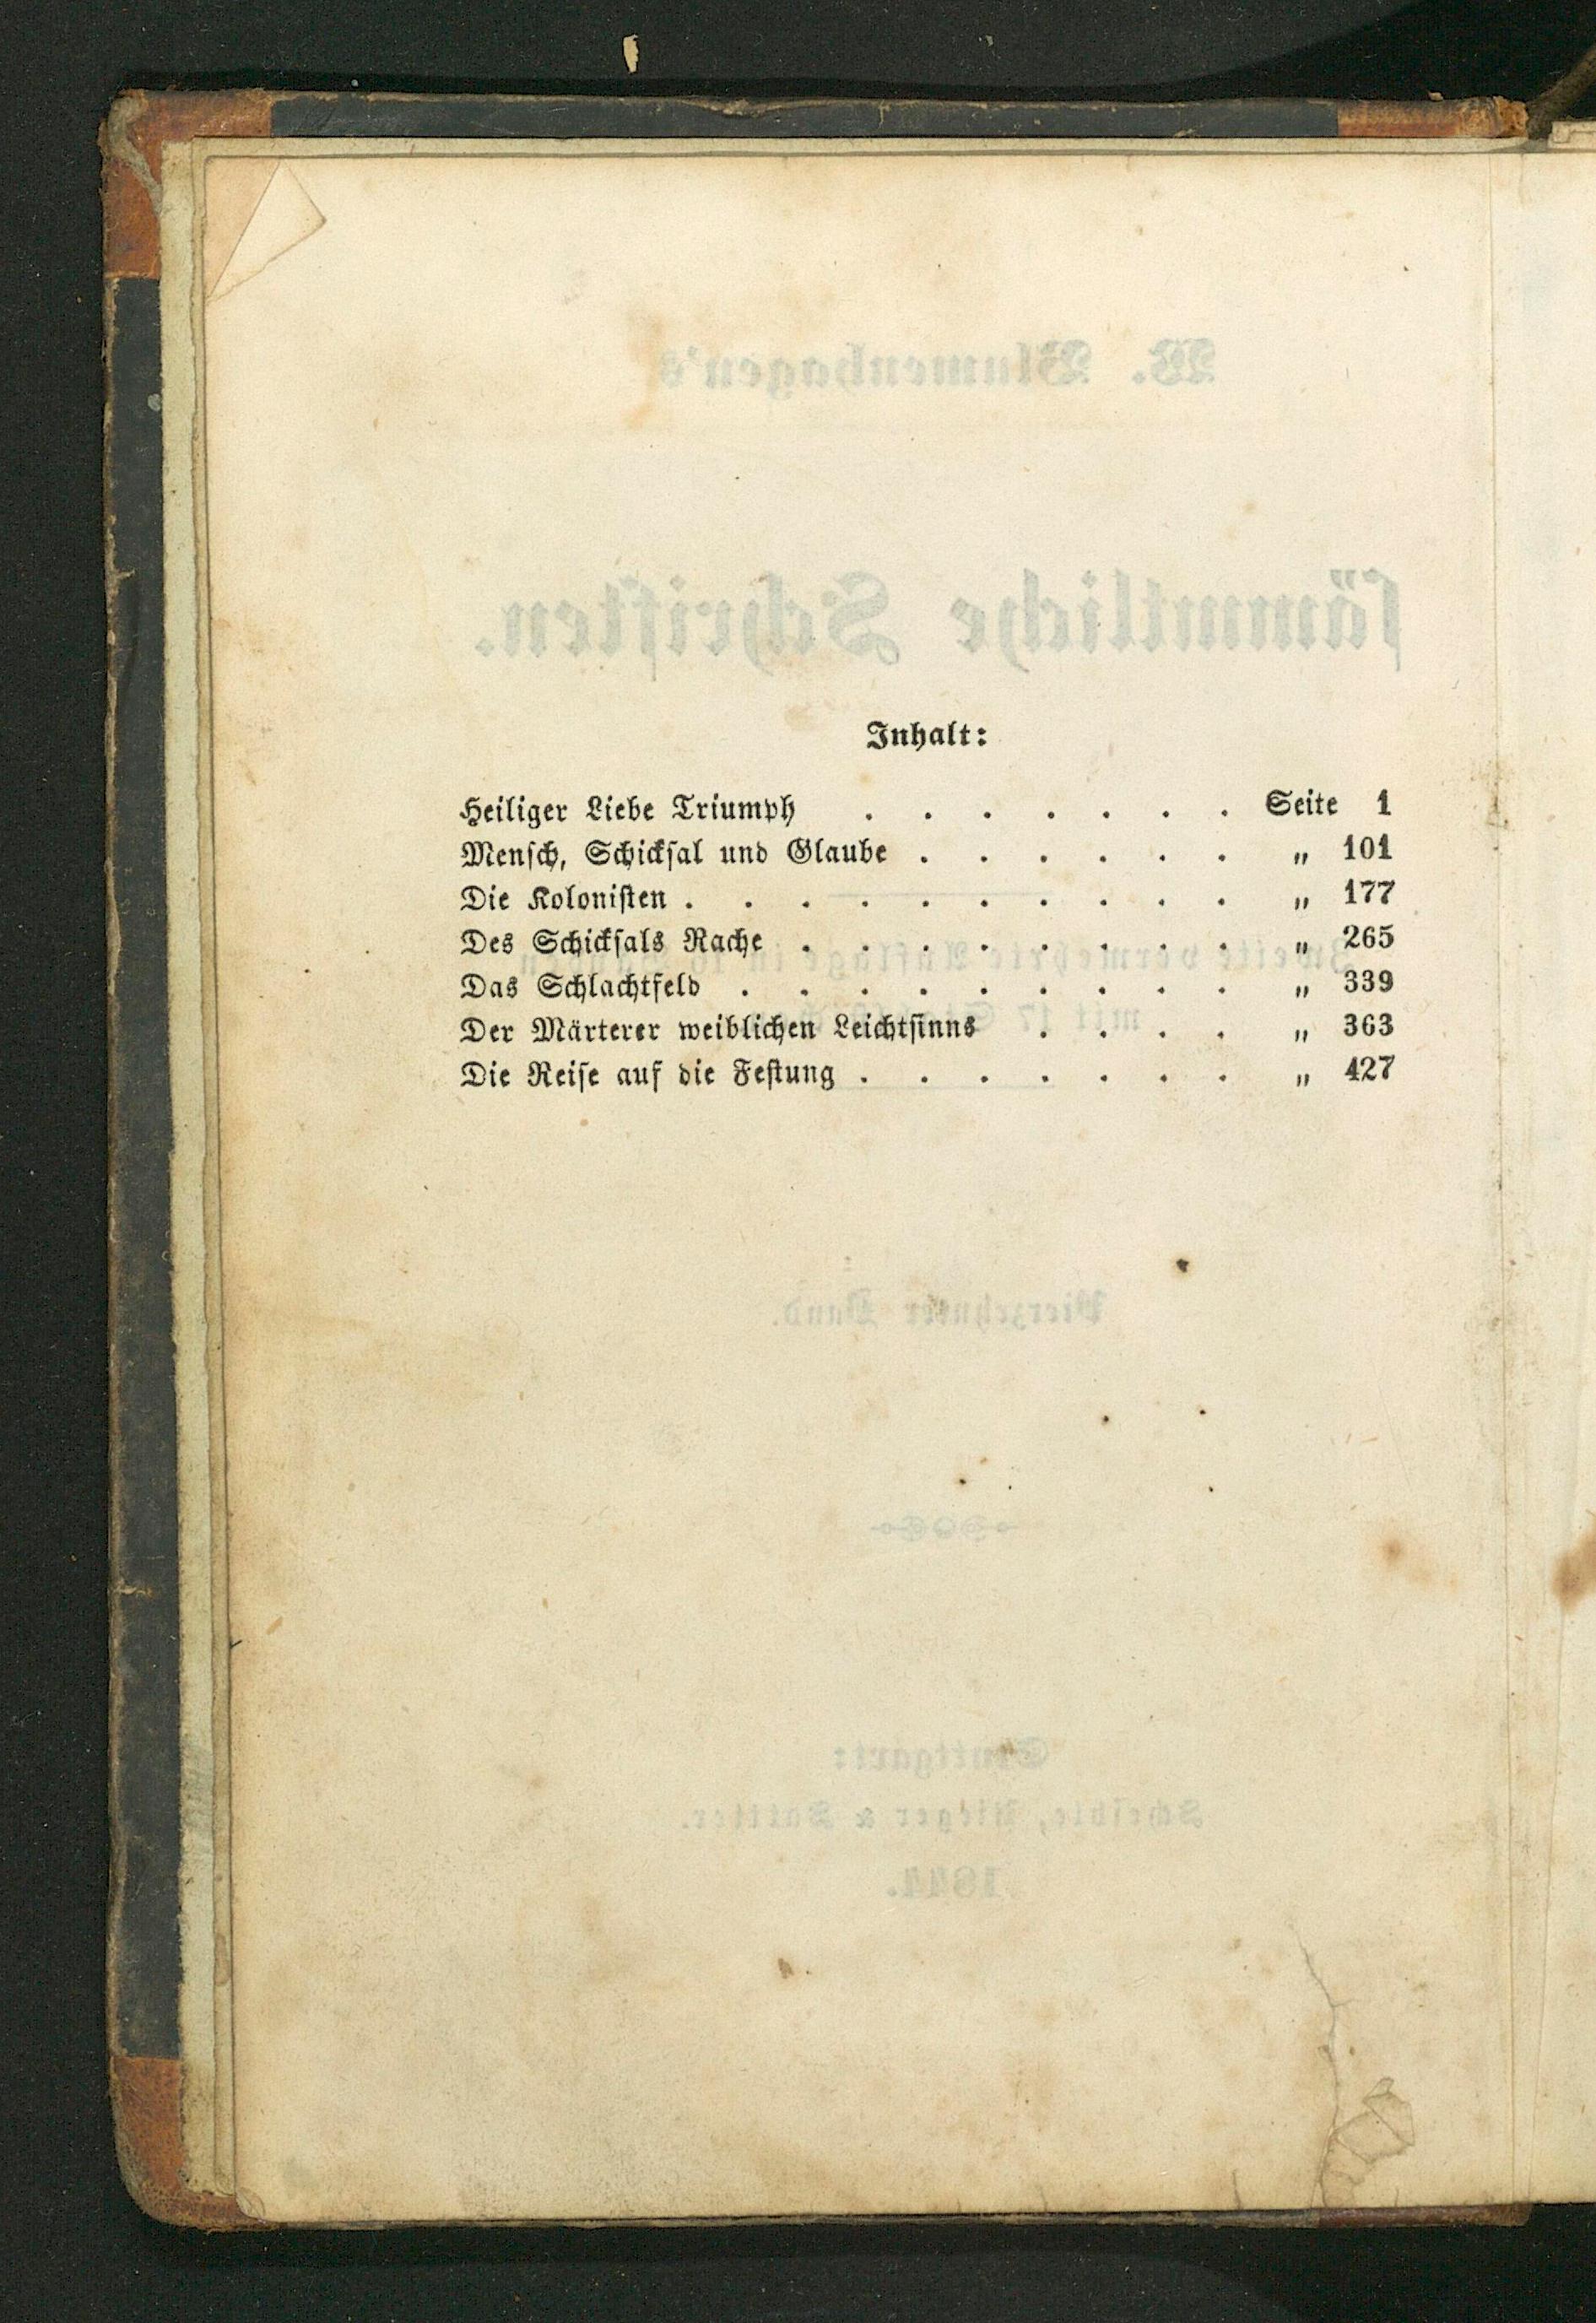 Inhalt:
Heiliger Liebe Triumph . . . . . . . Seite 1
Mensch, Schicksal und Glaube . . . . . . „ 101
Die Kolonisten . . . . . . . . . . „ 177
Des Schicksals Rache . . . . . . . . „ 265
Das Schlachtfeld . . . . . . . . . „ 339
Der Märterer weiblichen Leichtsinns . . . . „ 363
Die Reise auf die Festung . . . . . . . „ 427